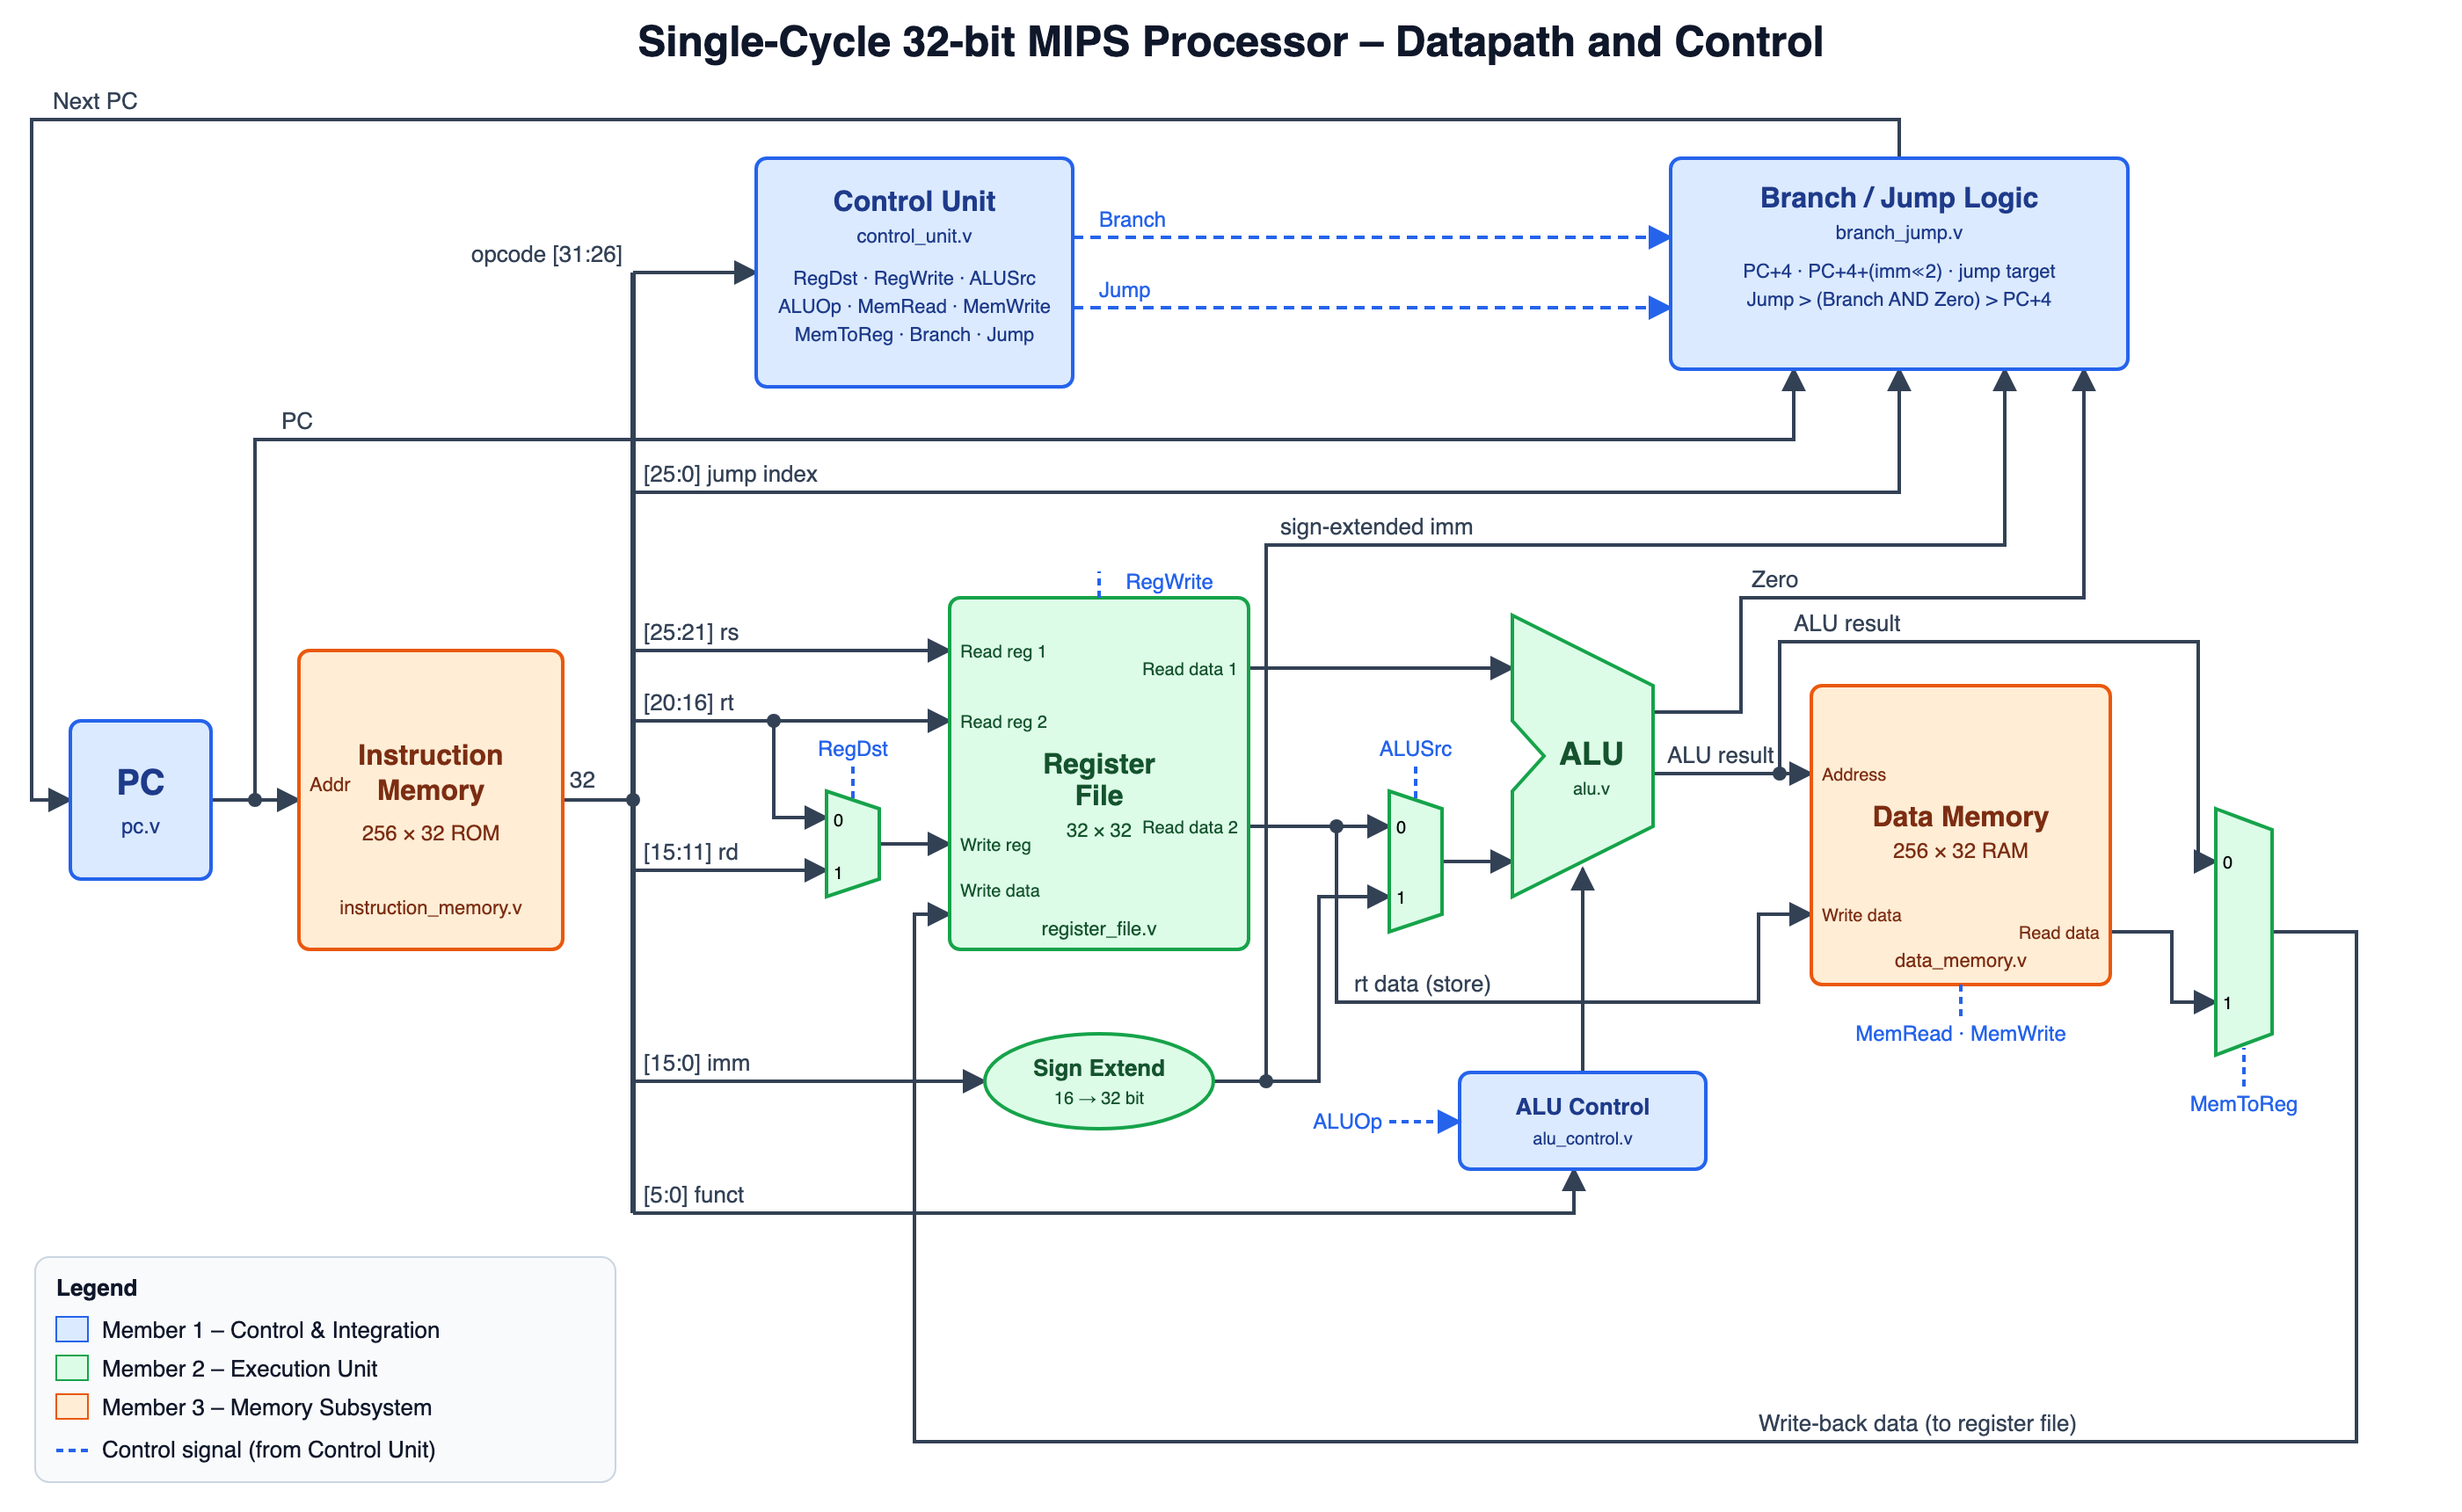 Single-Cycle 32-bit MIPS Processor – Datapath and Control
Next PC
Control Unit
control_unit.v
RegDst · RegWrite · ALUSrc
ALUOp · MemRead · MemWrite
MemToReg · Branch · Jump
Branch
Jump
Branch / Jump Logic
branch_jump.v
PC+4 · PC+4+(imm≪2) · jump target
Jump > (Branch AND Zero) > PC+4
opcode [31:26]
PC
[25:0] jump index
sign-extended imm
RegWrite
Zero
ALU result
[25:21] rs
[20:16] rt
RegDst
[15:11] rd
0
1
PC
pc.v
Addr
Instruction
Memory
256 × 32 ROM
instruction_memory.v
32
Read reg 1
Read data 1
Read reg 2
Register
File
32 × 32
Read data 2
Write reg
Write data
register_file.v
ALUSrc
0
1
ALU
alu.v
ALU result
Address
Data Memory
256 × 32 RAM
Write data
Read data
data_memory.v
MemRead · MemWrite
0
1
MemToReg
rt data (store)
[15:0] imm
Sign Extend
16 → 32 bit
ALUOp
ALU Control
alu_control.v
[5:0] funct
Write-back data (to register file)
Legend
Member 1 – Control & Integration
Member 2 – Execution Unit
Member 3 – Memory Subsystem
Control signal (from Control Unit)